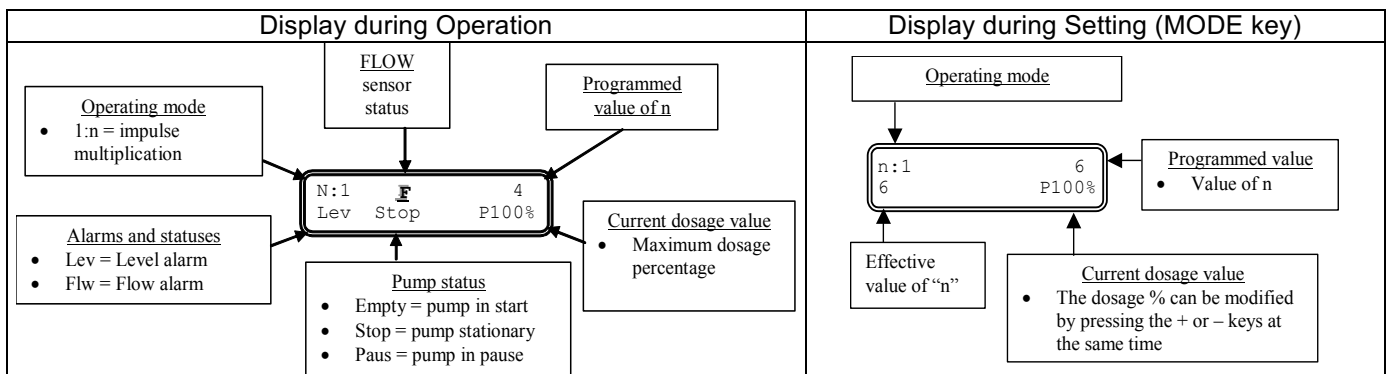 Display during Operation
FLOW
sensor
status
Operating mode
• 1:n = impulse
multiplication
Programmed
value of n
N:1 F 4
Lev Stop P100%
Alarms and statuses
• Lev = Level alarm
• Flw = Flow alarm
Pump status
• Empty = pump in start
• Stop = pump stationary
• Paus = pump in pause
Current dosage value
• Maximum dosage
percentage
Display during Setting (MODE key)
Operating mode
n:1 6
6 P100%
Programmed value
• Value of n
Effective
value of “n”
Current dosage value
• The dosage % can be modified
by pressing the + or – keys at
the same time